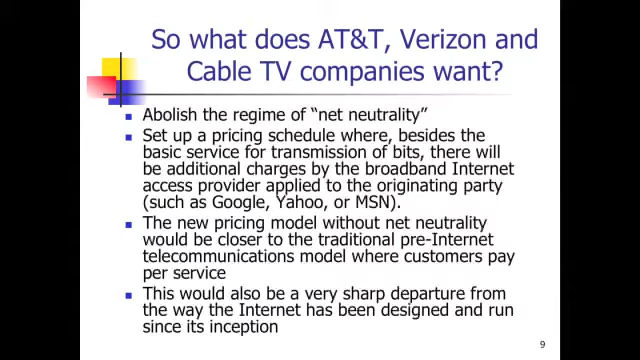 So what does AT&T, Verizon and
Cable TV companies want?
Abolish the regime of “net neutrality”
Set up a pricing schedule where, besides the
basic service for transmission of bits, there will
be additional charges by the broadband Internet
access provider applied to the originating party
(such as Google, Yahoo, or MSN).
The new pricing model without net neutrality
would be closer to the traditional pre-Internet
telecommunications model where customers pay
per service
This would also be a very sharp departure from
the way the Internet has been designed and run
since its inception
9